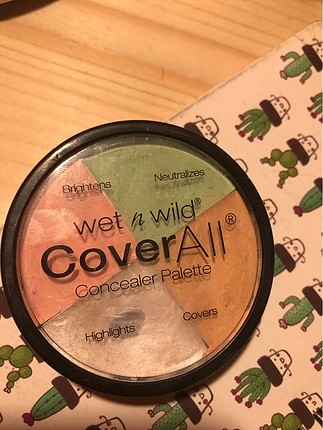 Brightens
Neutralizes
wet n wild®
CoverAll®
Concealer Palette
Highlights
Covers